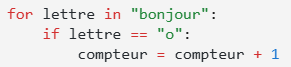 for lettre in "bonjour":
    if lettre == "o":
        compteur = compteur + 1